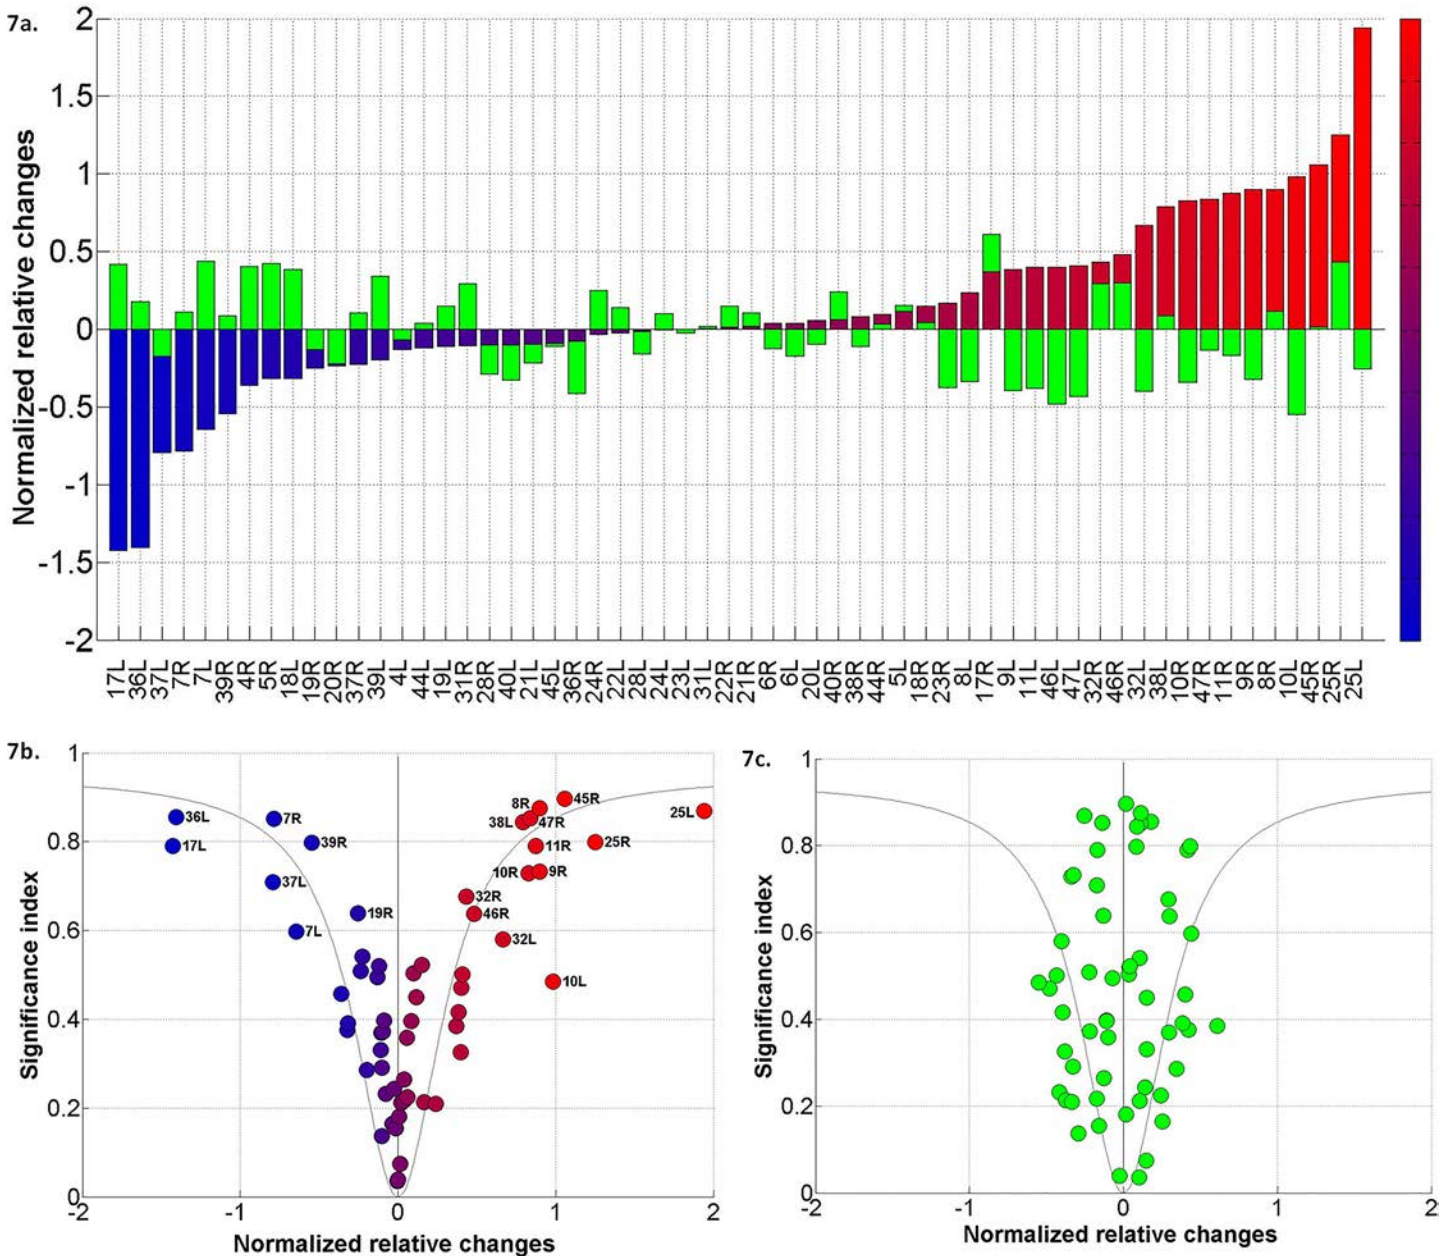 7a.
Normalized relative changes
2
1.5
1
0.5
0
-0.5
-1
-1.5
-2
17L 36L 37L 7R 7L 39R 4R 5R 18L 19R 20R 37R 39L 4L 44L 19L 31R 28R 40L 21L 45L 36R 24R 22L 28L 24L 23L 31L 22R 21R 6R 6L 20L 40R 38R 44R 5L 18R 23R 8L 17R 9L 11L 46L 47L 32R 46R 32L 38L 10R 47R 11R 9R 8R 10L 45R 25R 25L
7b.
Significance index
1
0.8
0.6
0.4
0.2
0
36L
17L
7R
39R
37L
19R
7L
8R
45R
25L
38L
47R
11R
25R
10R
9R
32R
46R
32L
10L
-2 -1 0 1 2
Normalized relative changes
7c.
Significance index
1
0.8
0.6
0.4
0.2
0
-2 -1 0 1 2
Normalized relative changes